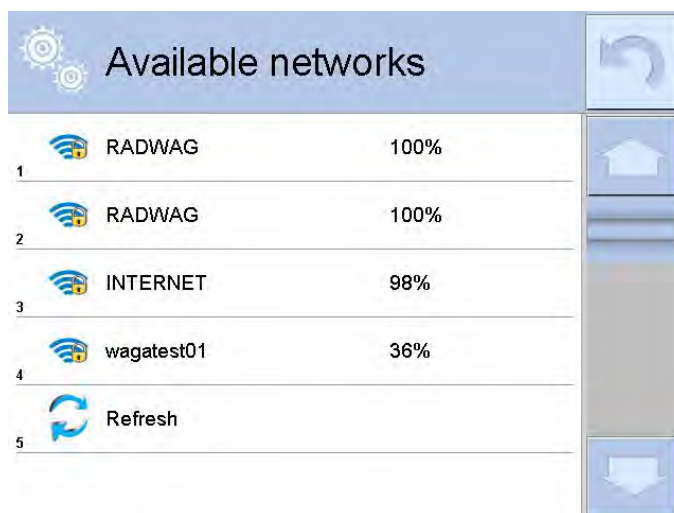 Available networks
RADWAG 100%
1
RADWAG 100%
2
INTERNET 98%
3
wagatest01 36%
4
Refresh
5